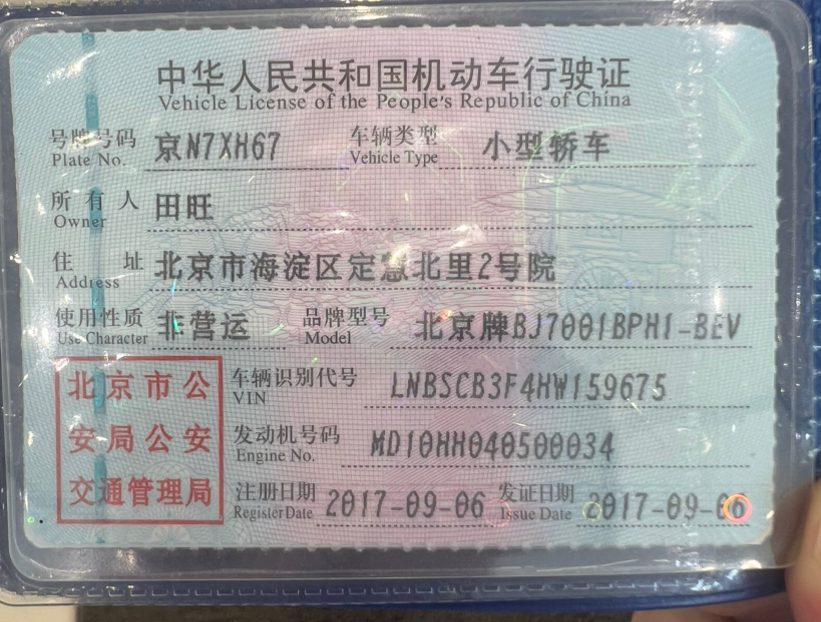 中华人民共和国机动车行驶证
Vehicle License of the People's Republic of China
号牌号码 京N7XH67 车辆类型 小型轿车
Plate No. Vehicle Type
所有人 田旺
Owner
住址 北京市海淀区定慧北里2号院
Address
使用性质 非营运 品牌型号 北京牌BJ7001BPH1-BEV
Use Character Model
北京市公 车辆识别代号 LNBSCB3F4HW159675
VIN
安局公安 发动机号码 MD10HH040500034
Engine No.
交通管理局 注册日期 2017-09-06 发证日期 2017-09-06
Register Date Issue Date